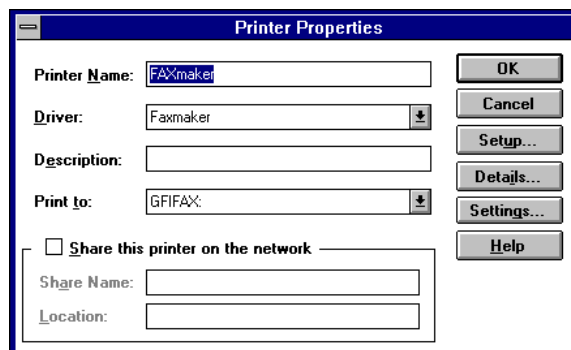 Printer Properties
Printer Name: FAXmaker
OK
Driver: Faxmaker
Cancel
Description:
Setup...
Print to: GFIFAX:
Details...
Settings...
Share this printer on the network
Help
Share Name:
Location: